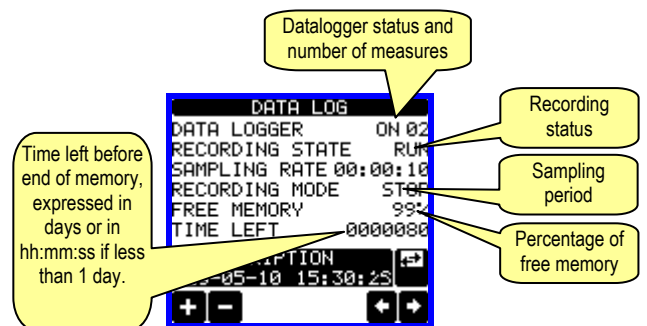 Datalogger status and
number of measures
DATA LOG
DATA LOGGER ON 02
RECORDING STATE RUN
SAMPLING RATE 00:00:10
RECORDING MODE STOP
FREE MEMORY 99%
TIME LEFT 0000080
-05-10 15:30:25
+ -
Recording
status
Sampling
period
Percentage of
free memory
Time left before
end of memory,
expressed in
days or in
hh:mm:ss if less
than 1 day.